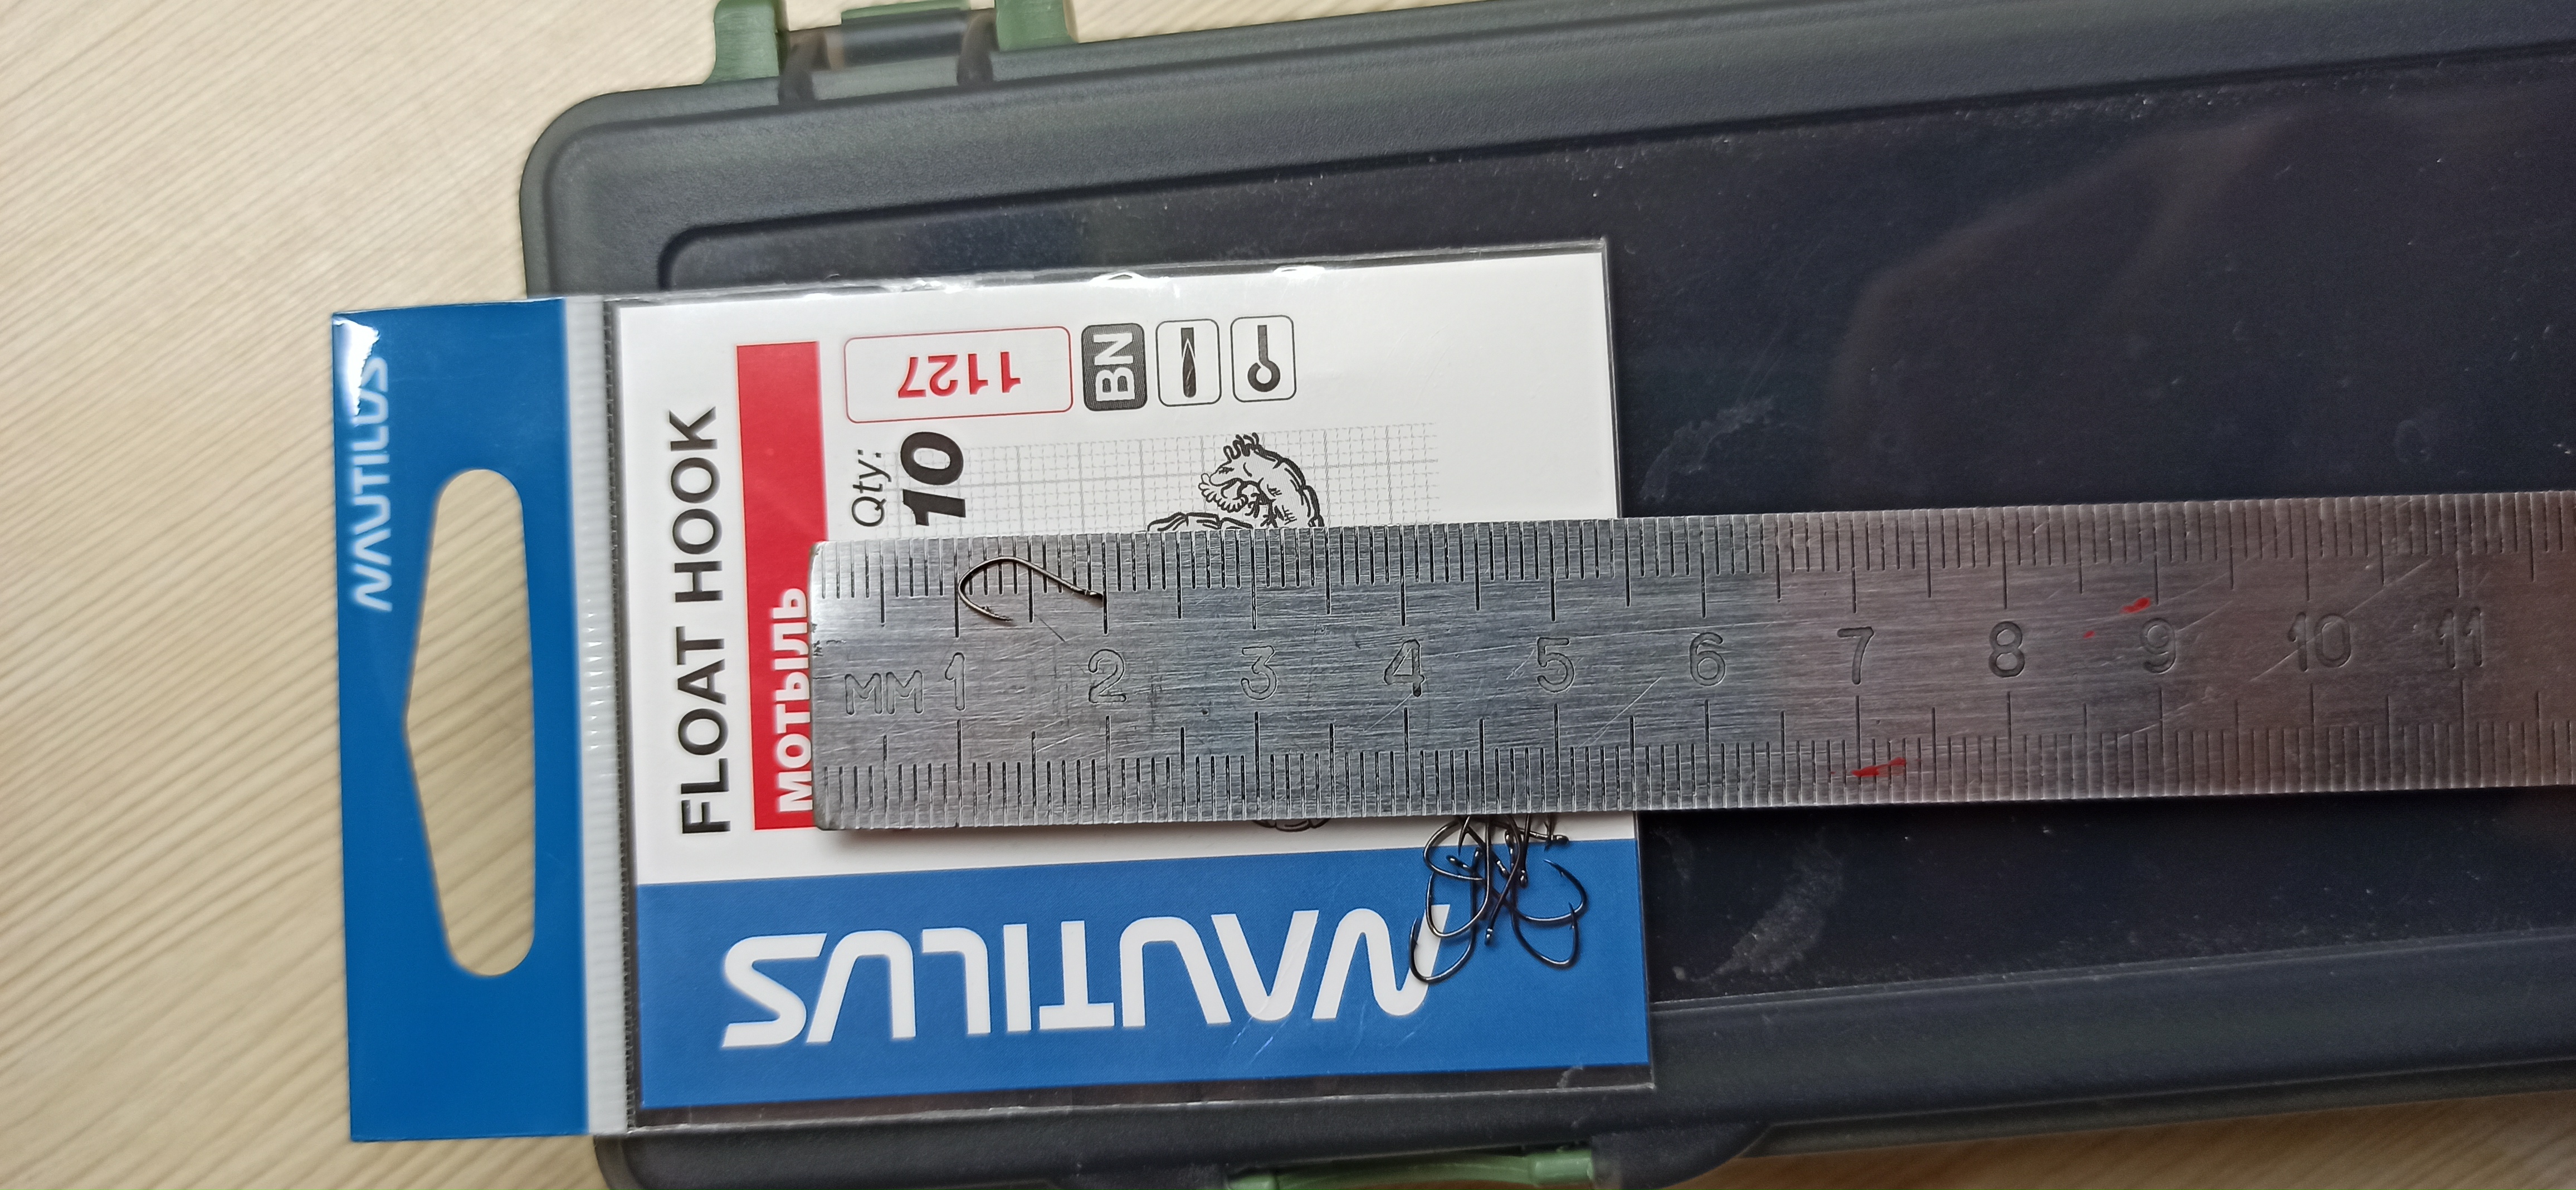 NAUTILUS
FLOAT HOOK
МОТЫЛЬ
1127
BN
Qty:
10
MM 1 2 3 4 5 6 7 8 9 10 11
NAUTILUS